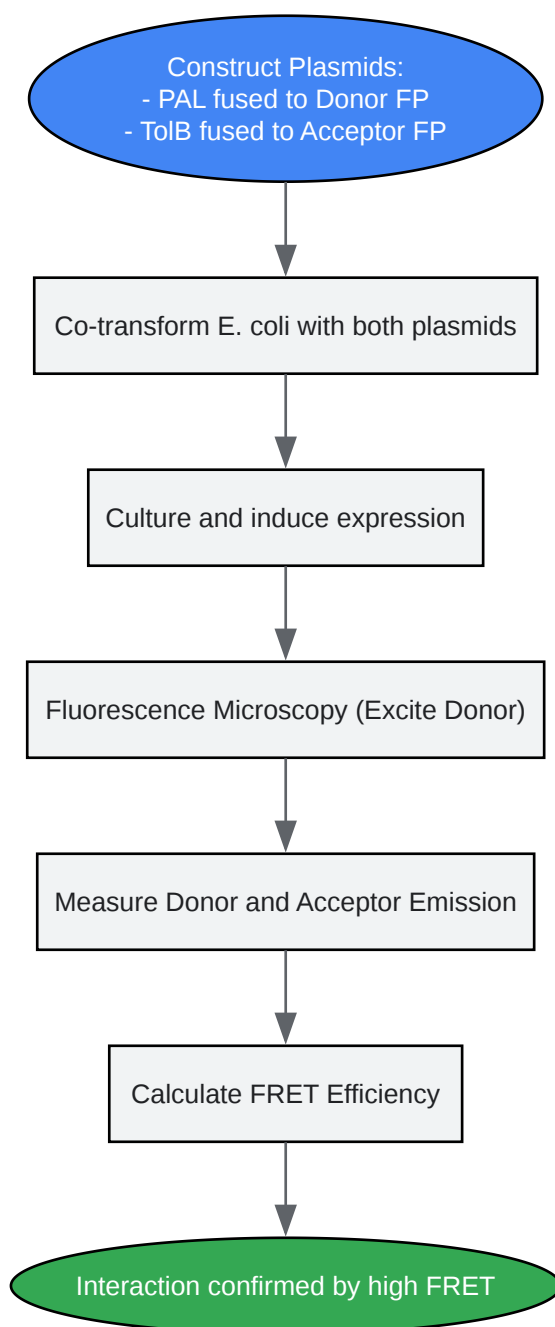 Construct Plasmids:
- PAL fused to Donor FP
- TolB fused to Acceptor FP
Co-transform E. coli with both plasmids
Culture and induce expression
Fluorescence Microscopy (Excite Donor)
Measure Donor and Acceptor Emission
Calculate FRET Efficiency
Interaction confirmed by high FRET